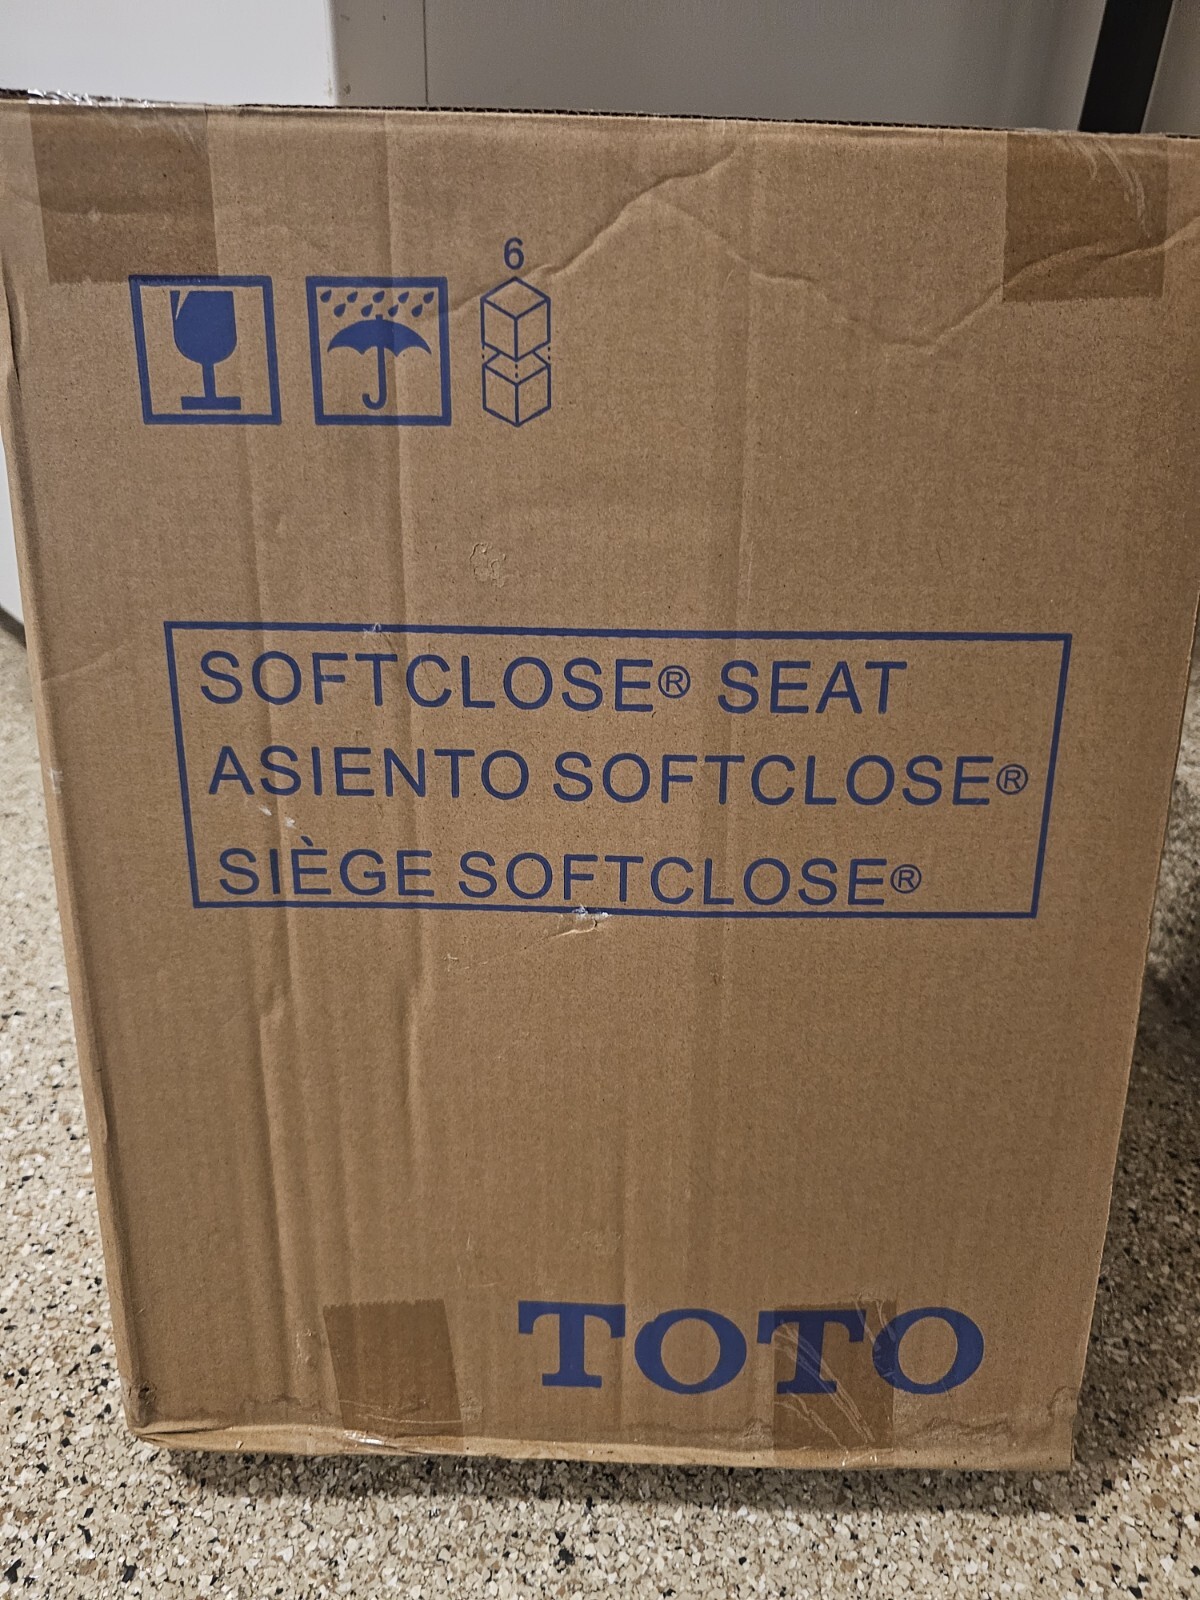 6
SOFTCLOSE® SEAT
ASIENTO SOFTCLOSE®
SIÈGE SOFTCLOSE®
TOTO